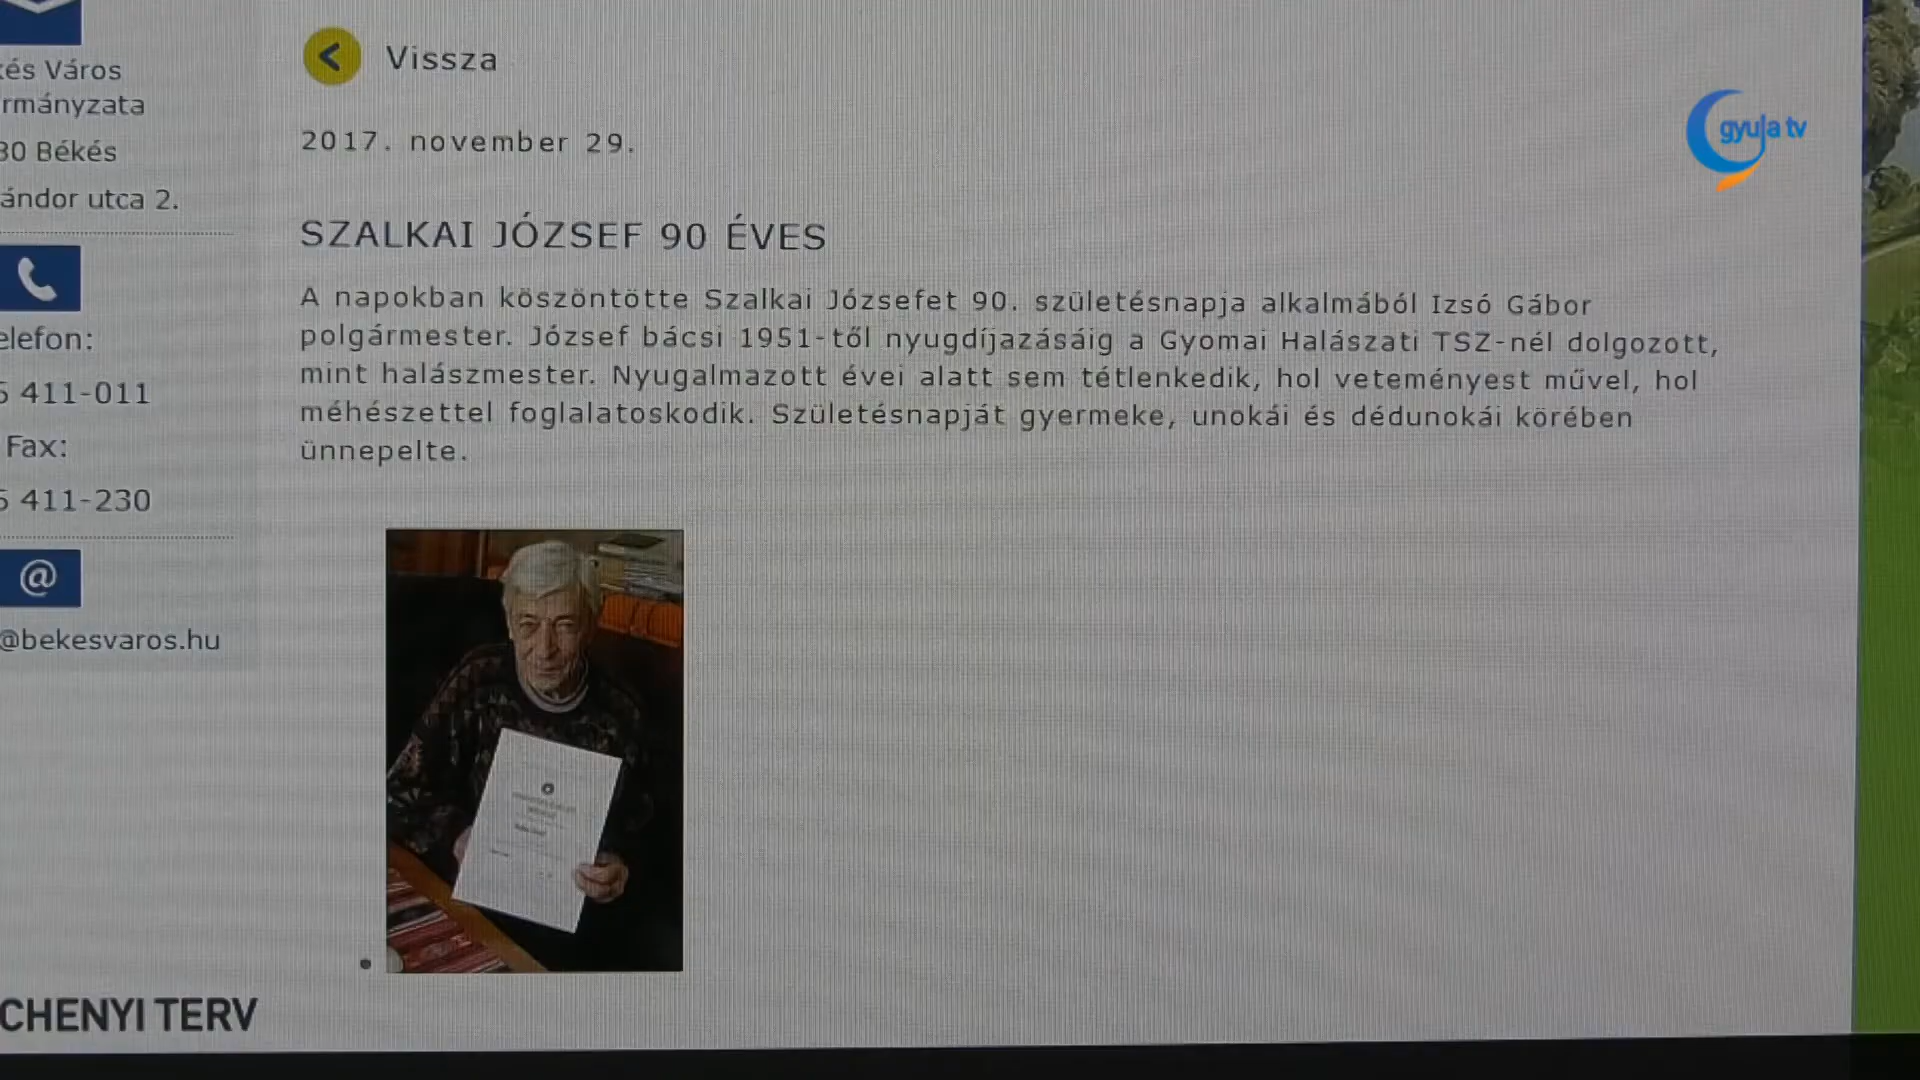 Vissza
2017. november 29.
SZALKAI JÓZSEF 90 ÉVES
A napokban köszöntötte Szalkai Józsefet 90. születésnapja alkalmából Izsó Gábor
polgármester. József bácsi 1951-től nyugdíjazásáig a Gyomai Halászati TSZ-nél dolgozott,
mint halászmester. Nyugalmazott évei alatt sem tétlenkedik, hol veteményest művel, hol
méhészettel foglalatoskodik. Születésnapját gyermeke, unokái és dédunokái körében
ünnepelte.
és Város
rmányzata
30 Békés
ándor utca 2.
elefon:
411-011
Fax:
411-230
@
@bekesvaros.hu
CHENYI TERV
gyula tv